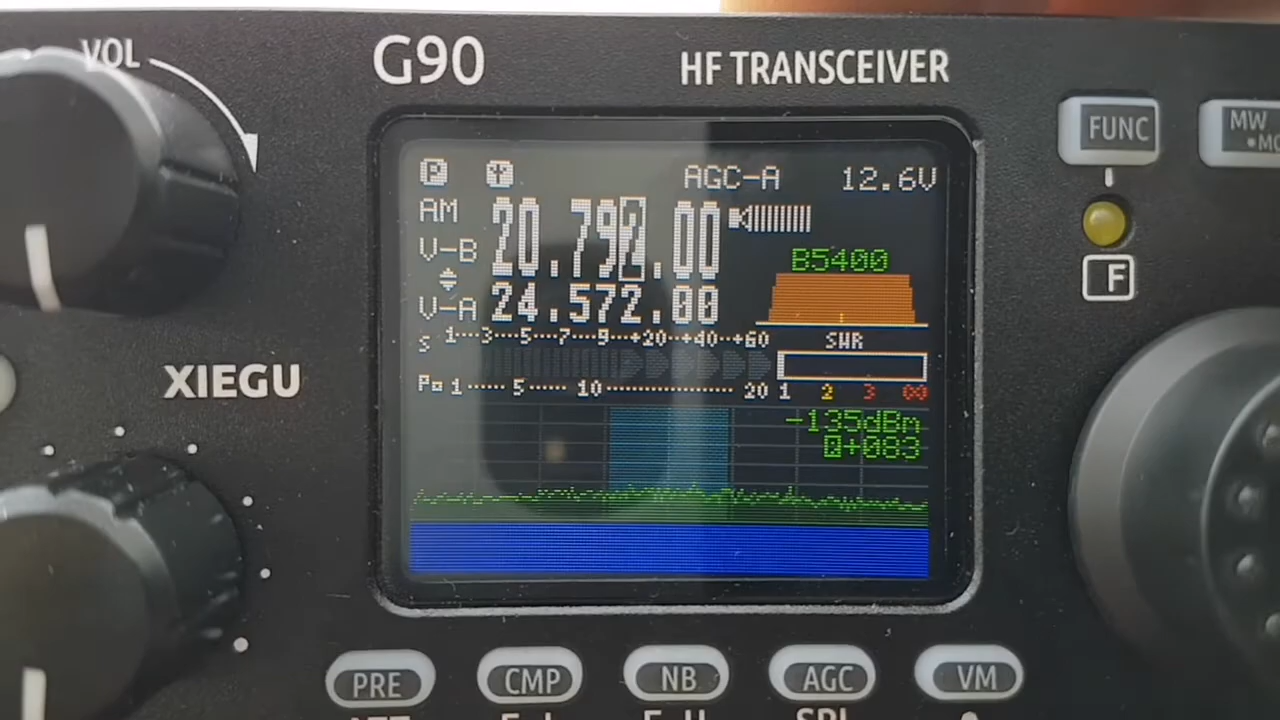 VOL
G90
HF TRANSCEIVER
FUNC
MW
F
P AGC-A 12.6V
AM 20.792.00
V-B
V-A 24.572.00
B5400
S 1 3 5 7 9 +20 +40 +60
SWR
Po 1 5 10 20
1 2 3 ∞
-135dBm
0+083
XIEGU
PRE CMP NB AGC VM